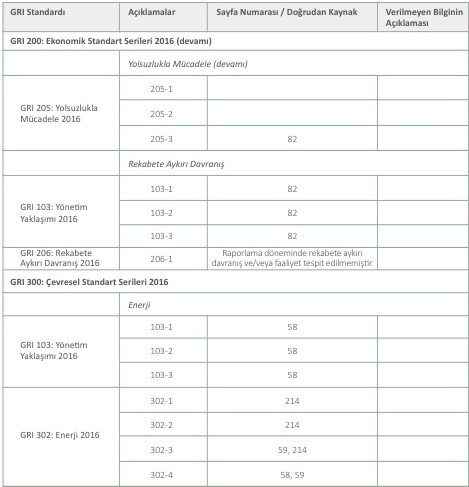 GRI Standardı Açıklamalar Sayfa Numarası / Doğrudan Kaynak Verilmeyen Bilginin Açıklaması
GRI 200: Ekonomik Standart Serileri 2016 (devamı)
Yolsuzlukla Mücadele (devamı)
GRI 205: Yolsuzlukla
Mücadele 2016
205-1
205-2
205-3 82
Rekabete Aykırı Davranış
GRI 103: Yönetim
Yaklaşımı 2016
103-1 82
103-2 82
103-3 82
GRI 206: Rekabete
Aykırı Davranış 2016
206-1
Raporlama döneminde rekabete aykırı
davranış ve/veya faaliyet tespit edilmemiştir.
GRI 300: Çevresel Standart Serileri 2016
Enerji
GRI 103: Yönetim
Yaklaşımı 2016
103-1 58
103-2 58
103-3 58
GRI 302: Enerji 2016
302-1 214
302-2 214
302-3 59, 214
302-4 58, 59